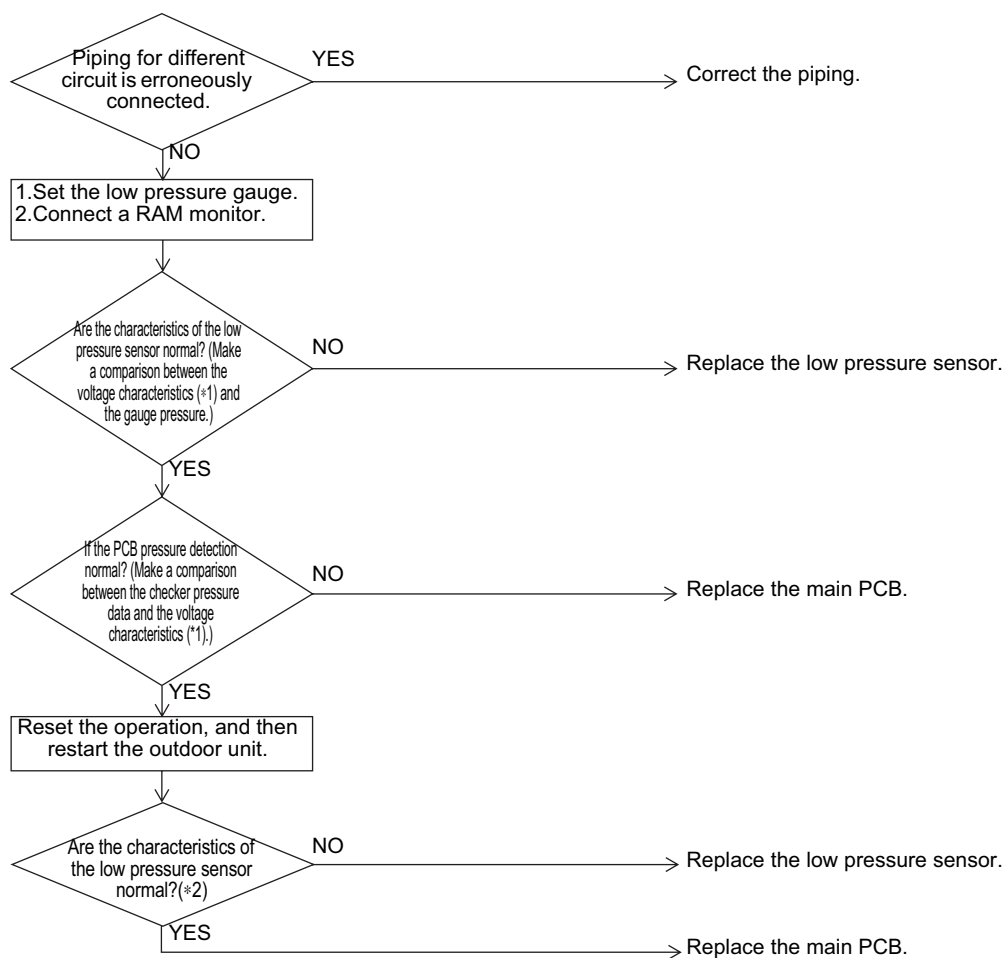 Piping for different
circuit is erroneously
connected.
YES
Correct the piping.
NO
1.Set the low pressure gauge.
2.Connect a RAM monitor.
Are the characteristics of the low
pressure sensor normal? (Make
a comparison between the
voltage characteristics (*1) and
the gauge pressure.)
NO
Replace the low pressure sensor.
YES
If the PCB pressure detection
normal? (Make a comparison
between the checker pressure
data and the voltage
characteristics (*1).)
NO
Replace the main PCB.
YES
Reset the operation, and then
restart the outdoor unit.
Are the characteristics of
the low pressure sensor
normal?(*2)
NO
Replace the low pressure sensor.
YES
Replace the main PCB.